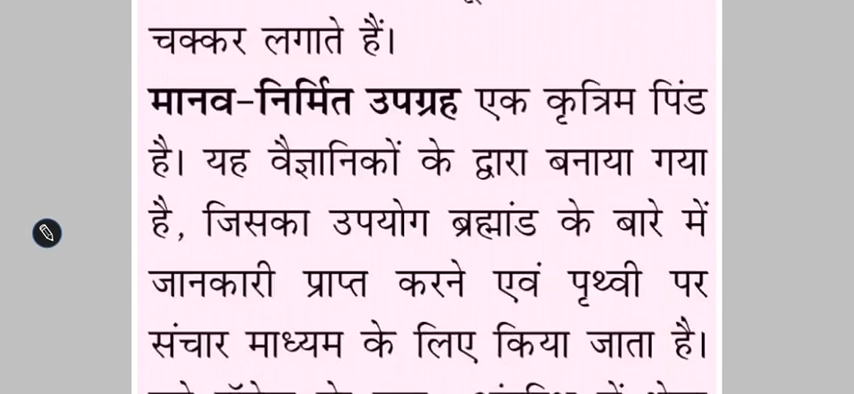 चक्कर लगाते हैं।
मानव-निर्मित उपग्रह एक कृत्रिम पिंड
है। यह वैज्ञानिकों के द्वारा बनाया गया
है, जिसका उपयोग ब्रह्मांड के बारे में
जानकारी प्राप्त करने एवं पृथ्वी पर
संचार माध्यम के लिए किया जाता है।